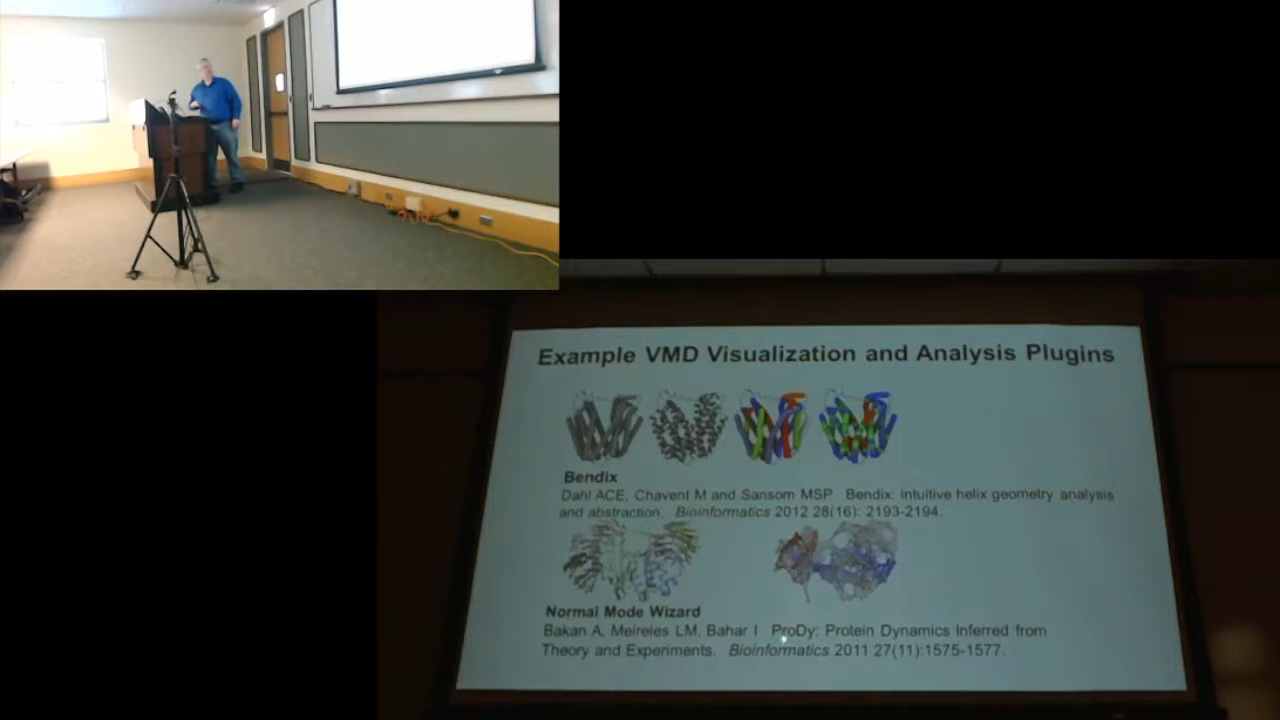 Example VMD Visualization and Analysis Plugins
Bendix
Dahl ACE, Chavent M and Sansom MSP Bendix: intuitive helix geometry analysis
and abstraction. Bioinformatics 2012 28(16): 2193-2194.
Normal Mode Wizard
Bakan A, Meireles LM, Bahar I ProDy: Protein Dynamics Inferred from
Theory and Experiments. Bioinformatics 2011 27(11):1575-1577.